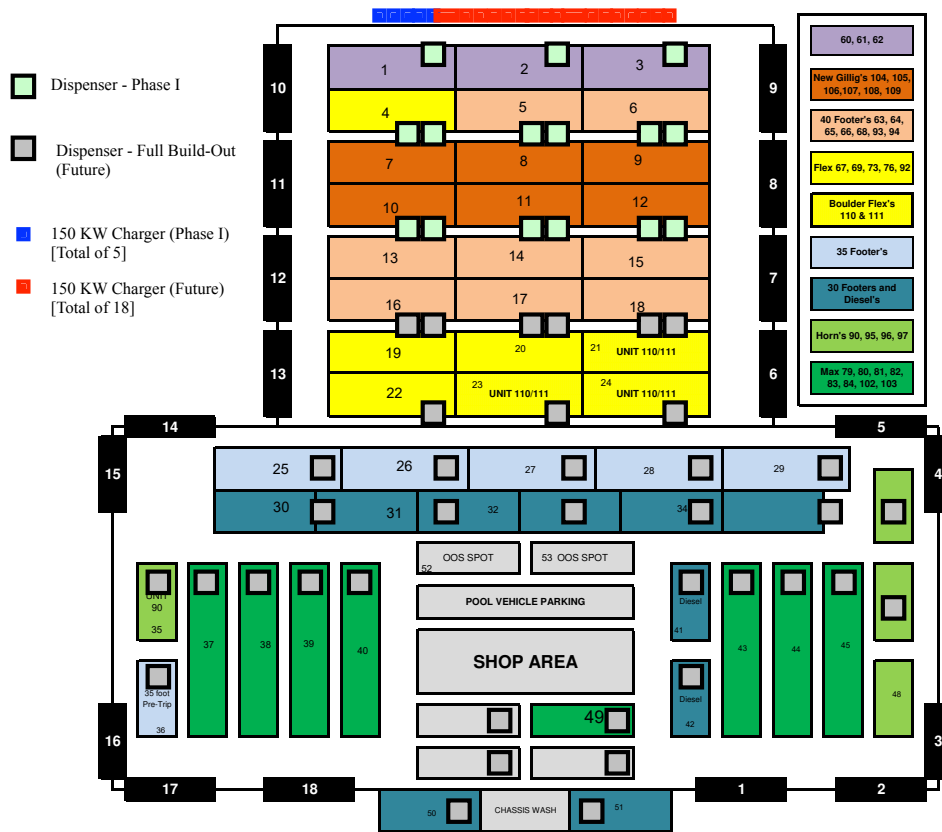 Dispenser - Phase I
Dispenser - Full Build-Out
(Future)
150 KW Charger (Phase I)
[Total of 5]
150 KW Charger (Future)
[Total of 18]
10
9
11
8
12
7
13
6
1
2
3
4
5
6
7
8
9
10
11
12
13
14
15
16
17
18
19
20
21 UNIT 110/111
22
23 UNIT 110/111
24 UNIT 110/111
60, 61, 62
New Gillig's 104, 105,
106,107, 108, 109
40 Footer's 63, 64,
65, 66, 68, 93, 94
Flex 67, 69, 73, 76, 92
Boulder Flex's
110 & 111
35 Footer's
30 Footers and
Diesel's
Horn's 90, 95, 96, 97
Max 79, 80, 81, 82,
83, 84, 102, 103
14
5
15
4
25
26
27
28
29
30
31
32
34
OOS SPOT
52
53 OOS SPOT
POOL VEHICLE PARKING
SHOP AREA
UNIT
90
35
35 foot
Pre-Trip
36
37
38
39
40
Diesel
41
Diesel
42
43
44
45
48
49
16
3
17
18
1
2
50
CHASSIS WASH
51